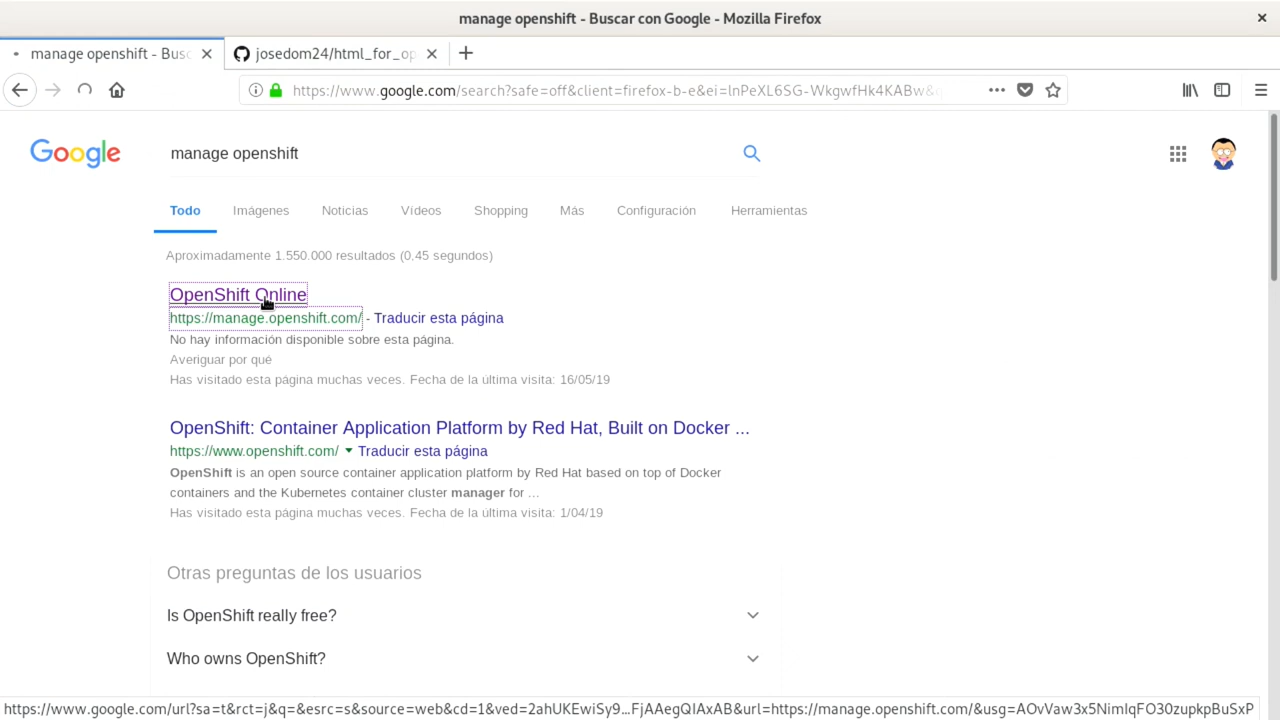 manage openshift - Buscar con Google - Mozilla Firefox
manage openshift - Busc
josedom24/html_for_op
https://www.google.com/search?safe=off&client=firefox-b-e&ei=lnPeXL6SG-WkgwfHk4KABw&q
Google
manage openshift
Todo Imágenes Noticias Vídeos Shopping Más Configuración Herramientas
Aproximadamente 1.550.000 resultados (0,45 segundos)
OpenShift Online
https://manage.openshift.com/ - Traducir esta página
No hay información disponible sobre esta página.
Averiguar por qué
Has visitado esta página muchas veces. Fecha de la última visita: 16/05/19
OpenShift: Container Application Platform by Red Hat, Built on Docker ...
https://www.openshift.com/ Traducir esta página
OpenShift is an open source container application platform by Red Hat based on top of Docker
containers and the Kubernetes container cluster manager for ...
Has visitado esta página muchas veces. Fecha de la última visita: 1/04/19
Otras preguntas de los usuarios
Is OpenShift really free?
Who owns OpenShift?
https://www.google.com/url?sa=t&rct=j&q=&esrc=s&source=web&cd=1&ved=2ahUKEwiSy9...FjAAegQIAxAB&url=https://manage.openshift.com/&usg=AOvVaw3x5NimIqFO30zupkpBuSxP